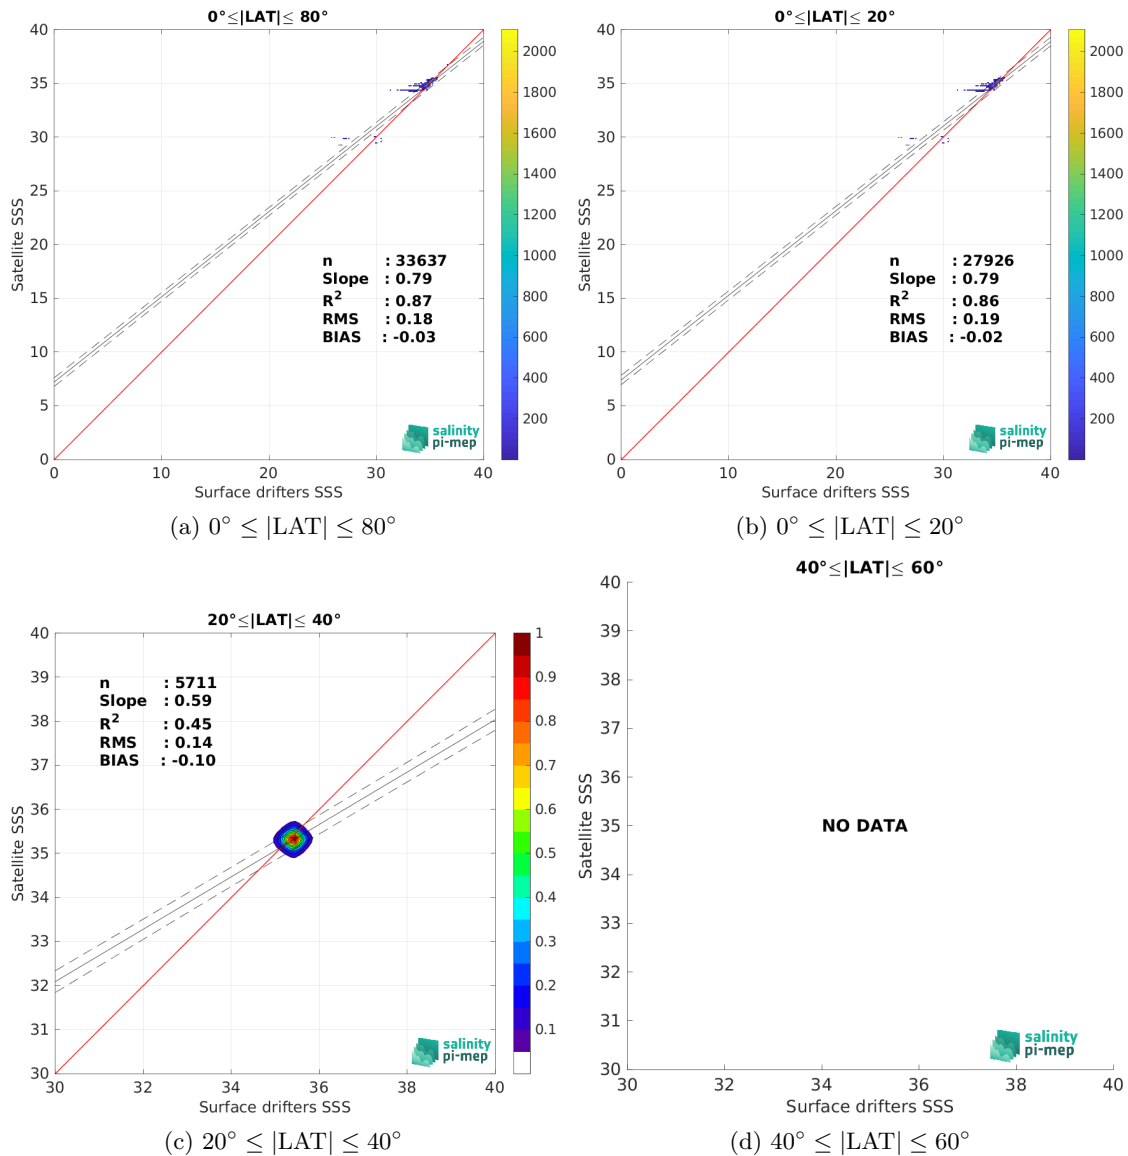 0°≤|LAT|≤ 80°
40
35
30
25
20
15
10
5
0
0
10
20
30
40
Satellite SSS
Surface drifters SSS
n : 33637
Slope : 0.79
R² : 0.87
RMS : 0.18
BIAS : -0.03
salinity
pi-mep
2000
1800
1600
1400
1200
1000
800
600
400
200
(a) 0° ≤ |LAT| ≤ 80°
0°≤|LAT|≤ 20°
40
35
30
25
20
15
10
5
0
0
10
20
30
40
Satellite SSS
Surface drifters SSS
n : 27926
Slope : 0.79
R² : 0.86
RMS : 0.19
BIAS : -0.02
salinity
pi-mep
2000
1800
1600
1400
1200
1000
800
600
400
200
(b) 0° ≤ |LAT| ≤ 20°
20°≤|LAT|≤ 40°
40
39
38
37
36
35
34
33
32
31
30
30
32
34
36
38
40
Satellite SSS
Surface drifters SSS
n : 5711
Slope : 0.59
R² : 0.45
RMS : 0.14
BIAS : -0.10
salinity
pi-mep
1
0.9
0.8
0.7
0.6
0.5
0.4
0.3
0.2
0.1
(c) 20° ≤ |LAT| ≤ 40°
40°≤|LAT|≤ 60°
40
39
38
37
36
35
34
33
32
31
30
30
32
34
36
38
40
Satellite SSS
Surface drifters SSS
NO DATA
salinity
pi-mep
(d) 40° ≤ |LAT| ≤ 60°